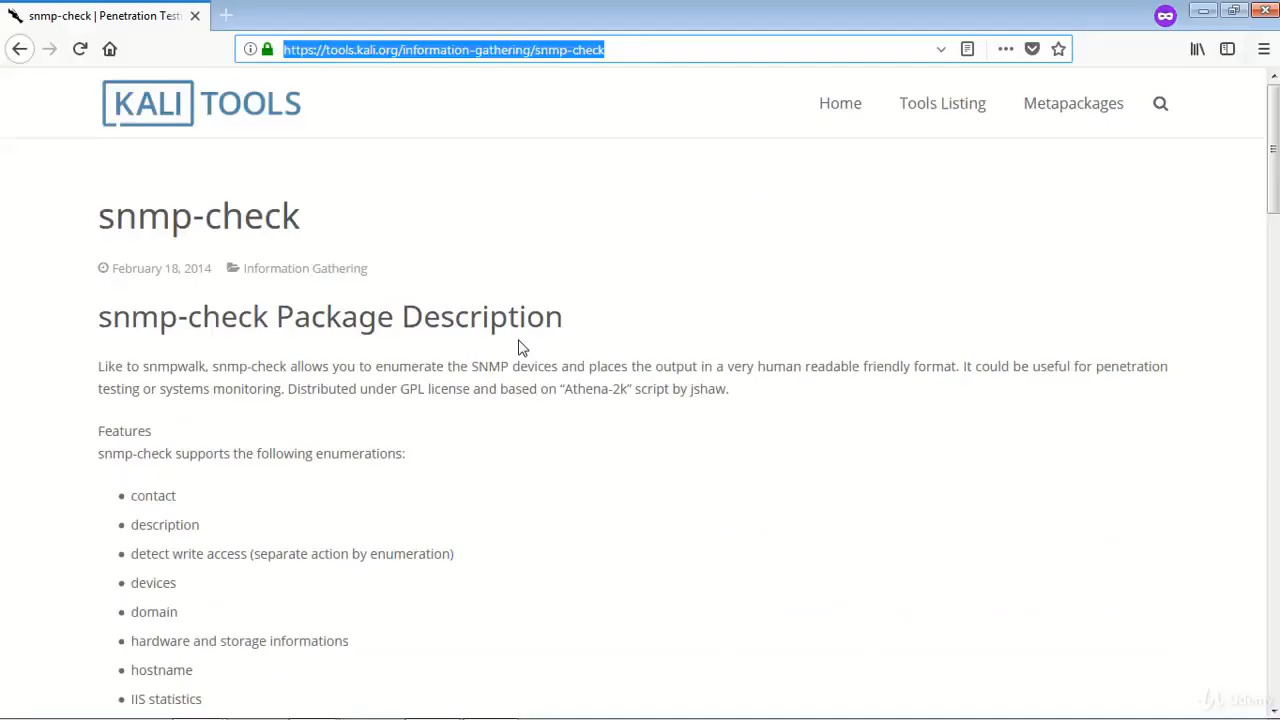 snmp-check | Penetration Test
https://tools.kali.org/information-gathering/snmp-check
KALI TOOLS
Home
Tools Listing
Metapackages
snmp-check
February 18, 2014
Information Gathering
snmp-check Package Description
Like to snmpwalk, snmp-check allows you to enumerate the SNMP devices and places the output in a very human readable friendly format. It could be useful for penetration
testing or systems monitoring. Distributed under GPL license and based on “Athena-2k” script by jshaw.
Features
snmp-check supports the following enumerations:
• contact
• description
• detect write access (separate action by enumeration)
• devices
• domain
• hardware and storage informations
• hostname
• IIS statistics
Udemy